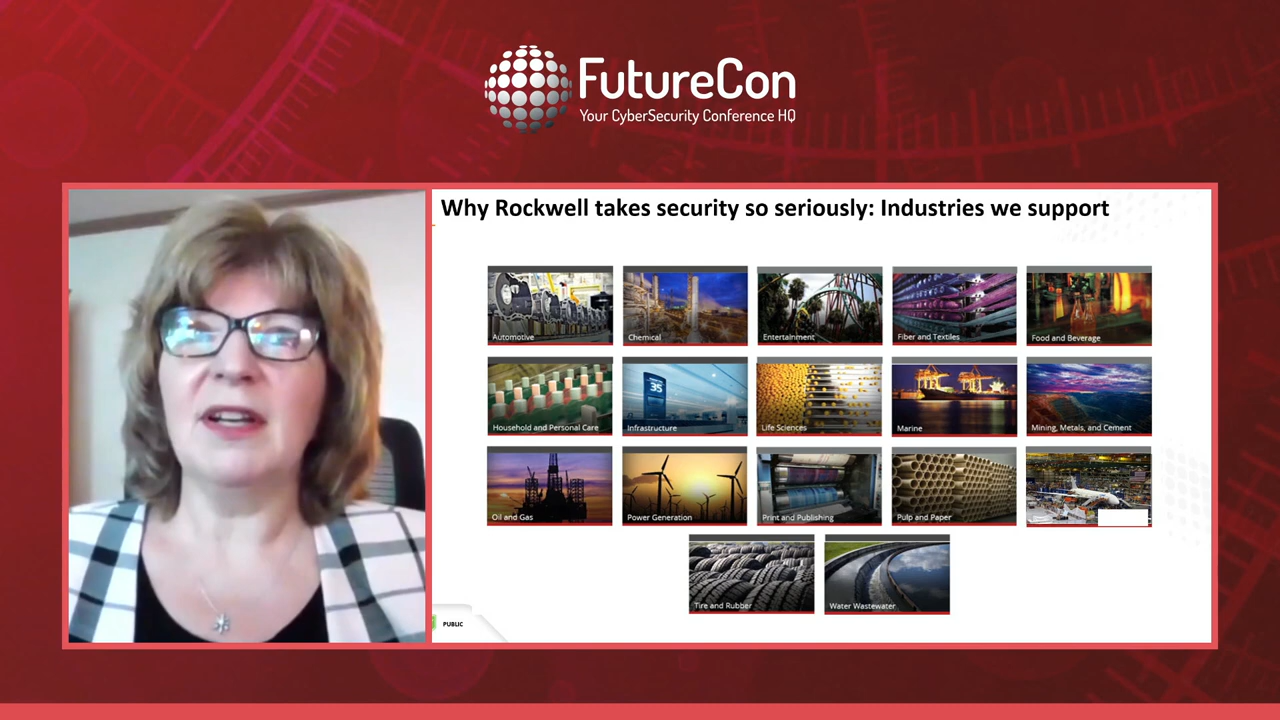 FutureCon
Your CyberSecurity Conference HQ
Why Rockwell takes security so seriously: Industries we support
Automotive
Chemical
Entertainment
Fiber and Textiles
Food and Beverage
35
Household and Personal Care
Infrastructure
Life Sciences
Marine
Mining, Metals, and Cement
Oil and Gas
Power Generation
Print and Publishing
Pulp and Paper
Tire and Rubber
Water Wastewater
PUBLIC